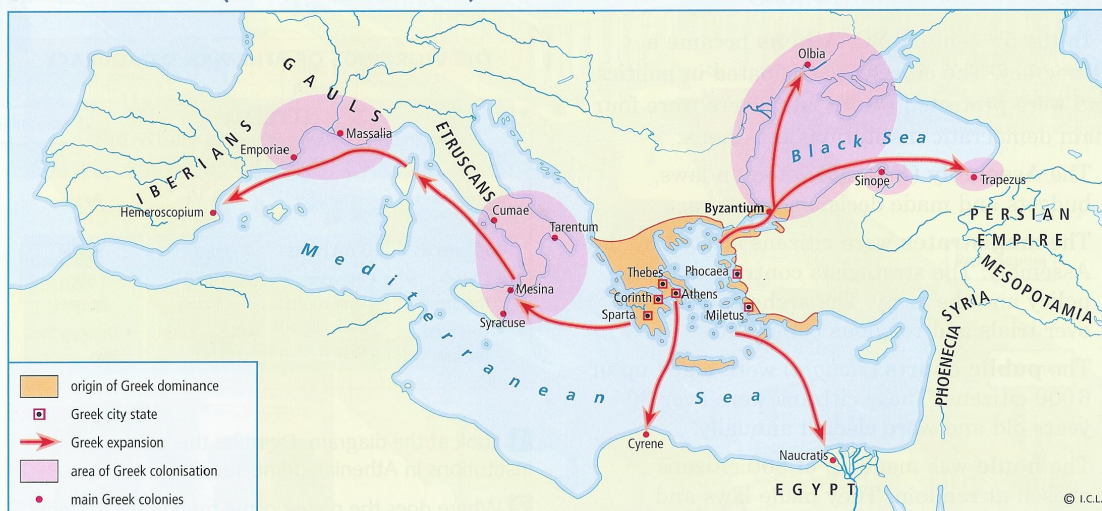 GAULS
IBERIANS
ETRUSCANS
Massalia
Emporiae
Hemeroscopium
Cumae
Tarentum
Mesina
Syracuse
Olbia
Black Sea
Sinope
Trapezus
Byzantium
PERSIAN
EMPIRE
MESOPOTAMIA
SYRIA
PHOENECIA
Thebes
Phocaea
Corinth
Athens
Sparta
Miletus
Mediterranean Sea
Cyrene
Naucratis
EGYPT
origin of Greek dominance
Greek city state
Greek expansion
area of Greek colonisation
main Greek colonies
© I.C.L.